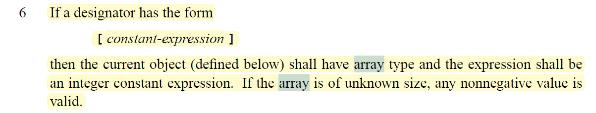 6 If a designator has the form
[ constant-expression ]
then the current object (defined below) shall have array type and the expression shall be
an integer constant expression. If the array is of unknown size, any nonnegative value is
valid.